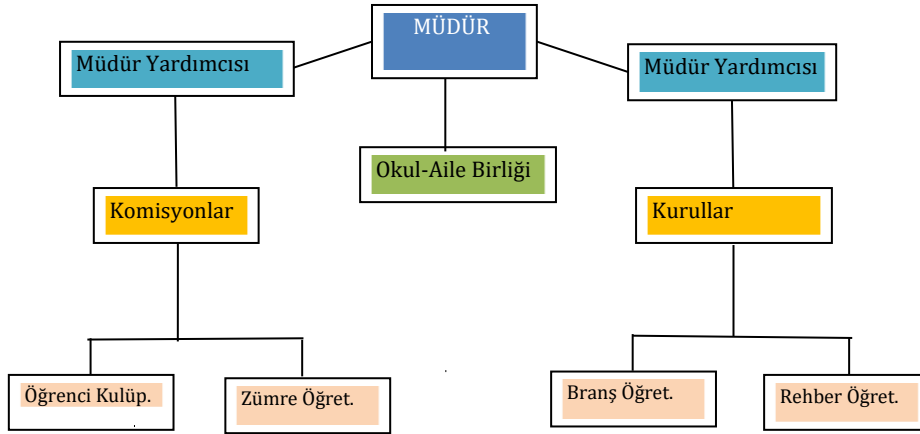 MÜDÜR
Müdür Yardımcısı
Müdür Yardımcısı
Okul-Aile Birliği
Komisyonlar
Kurullar
Öğrenci Kulüp.
Zümre Öğret.
Branş Öğret.
Rehber Öğret.